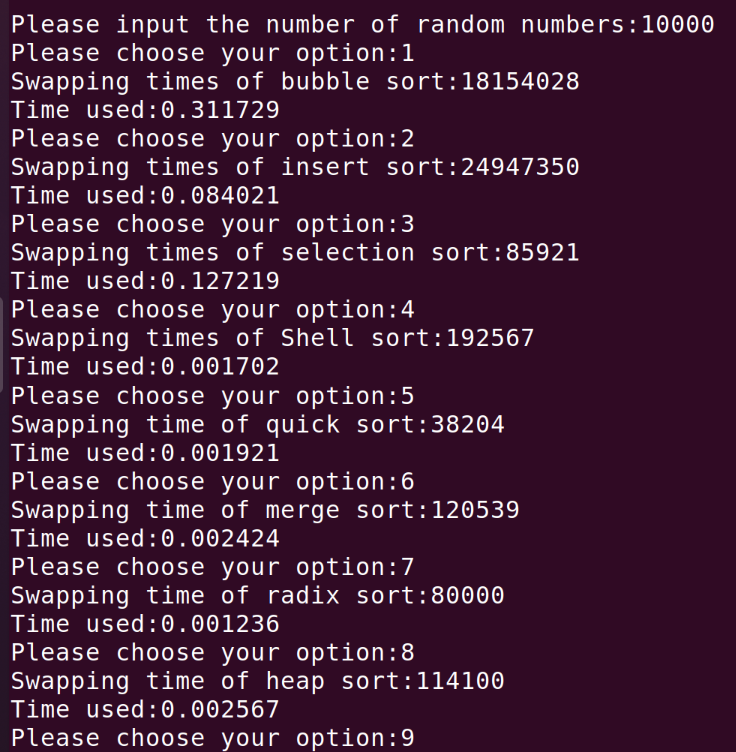 Please input the number of random numbers:10000
Please choose your option:1
Swapping times of bubble sort:18154028
Time used:0.311729
Please choose your option:2
Swapping times of insert sort:24947350
Time used:0.084021
Please choose your option:3
Swapping times of selection sort:85921
Time used:0.127219
Please choose your option:4
Swapping times of Shell sort:192567
Time used:0.001702
Please choose your option:5
Swapping time of quick sort:38204
Time used:0.001921
Please choose your option:6
Swapping time of merge sort:120539
Time used:0.002424
Please choose your option:7
Swapping time of radix sort:80000
Time used:0.001236
Please choose your option:8
Swapping time of heap sort:114100
Time used:0.002567
Please choose your option:9